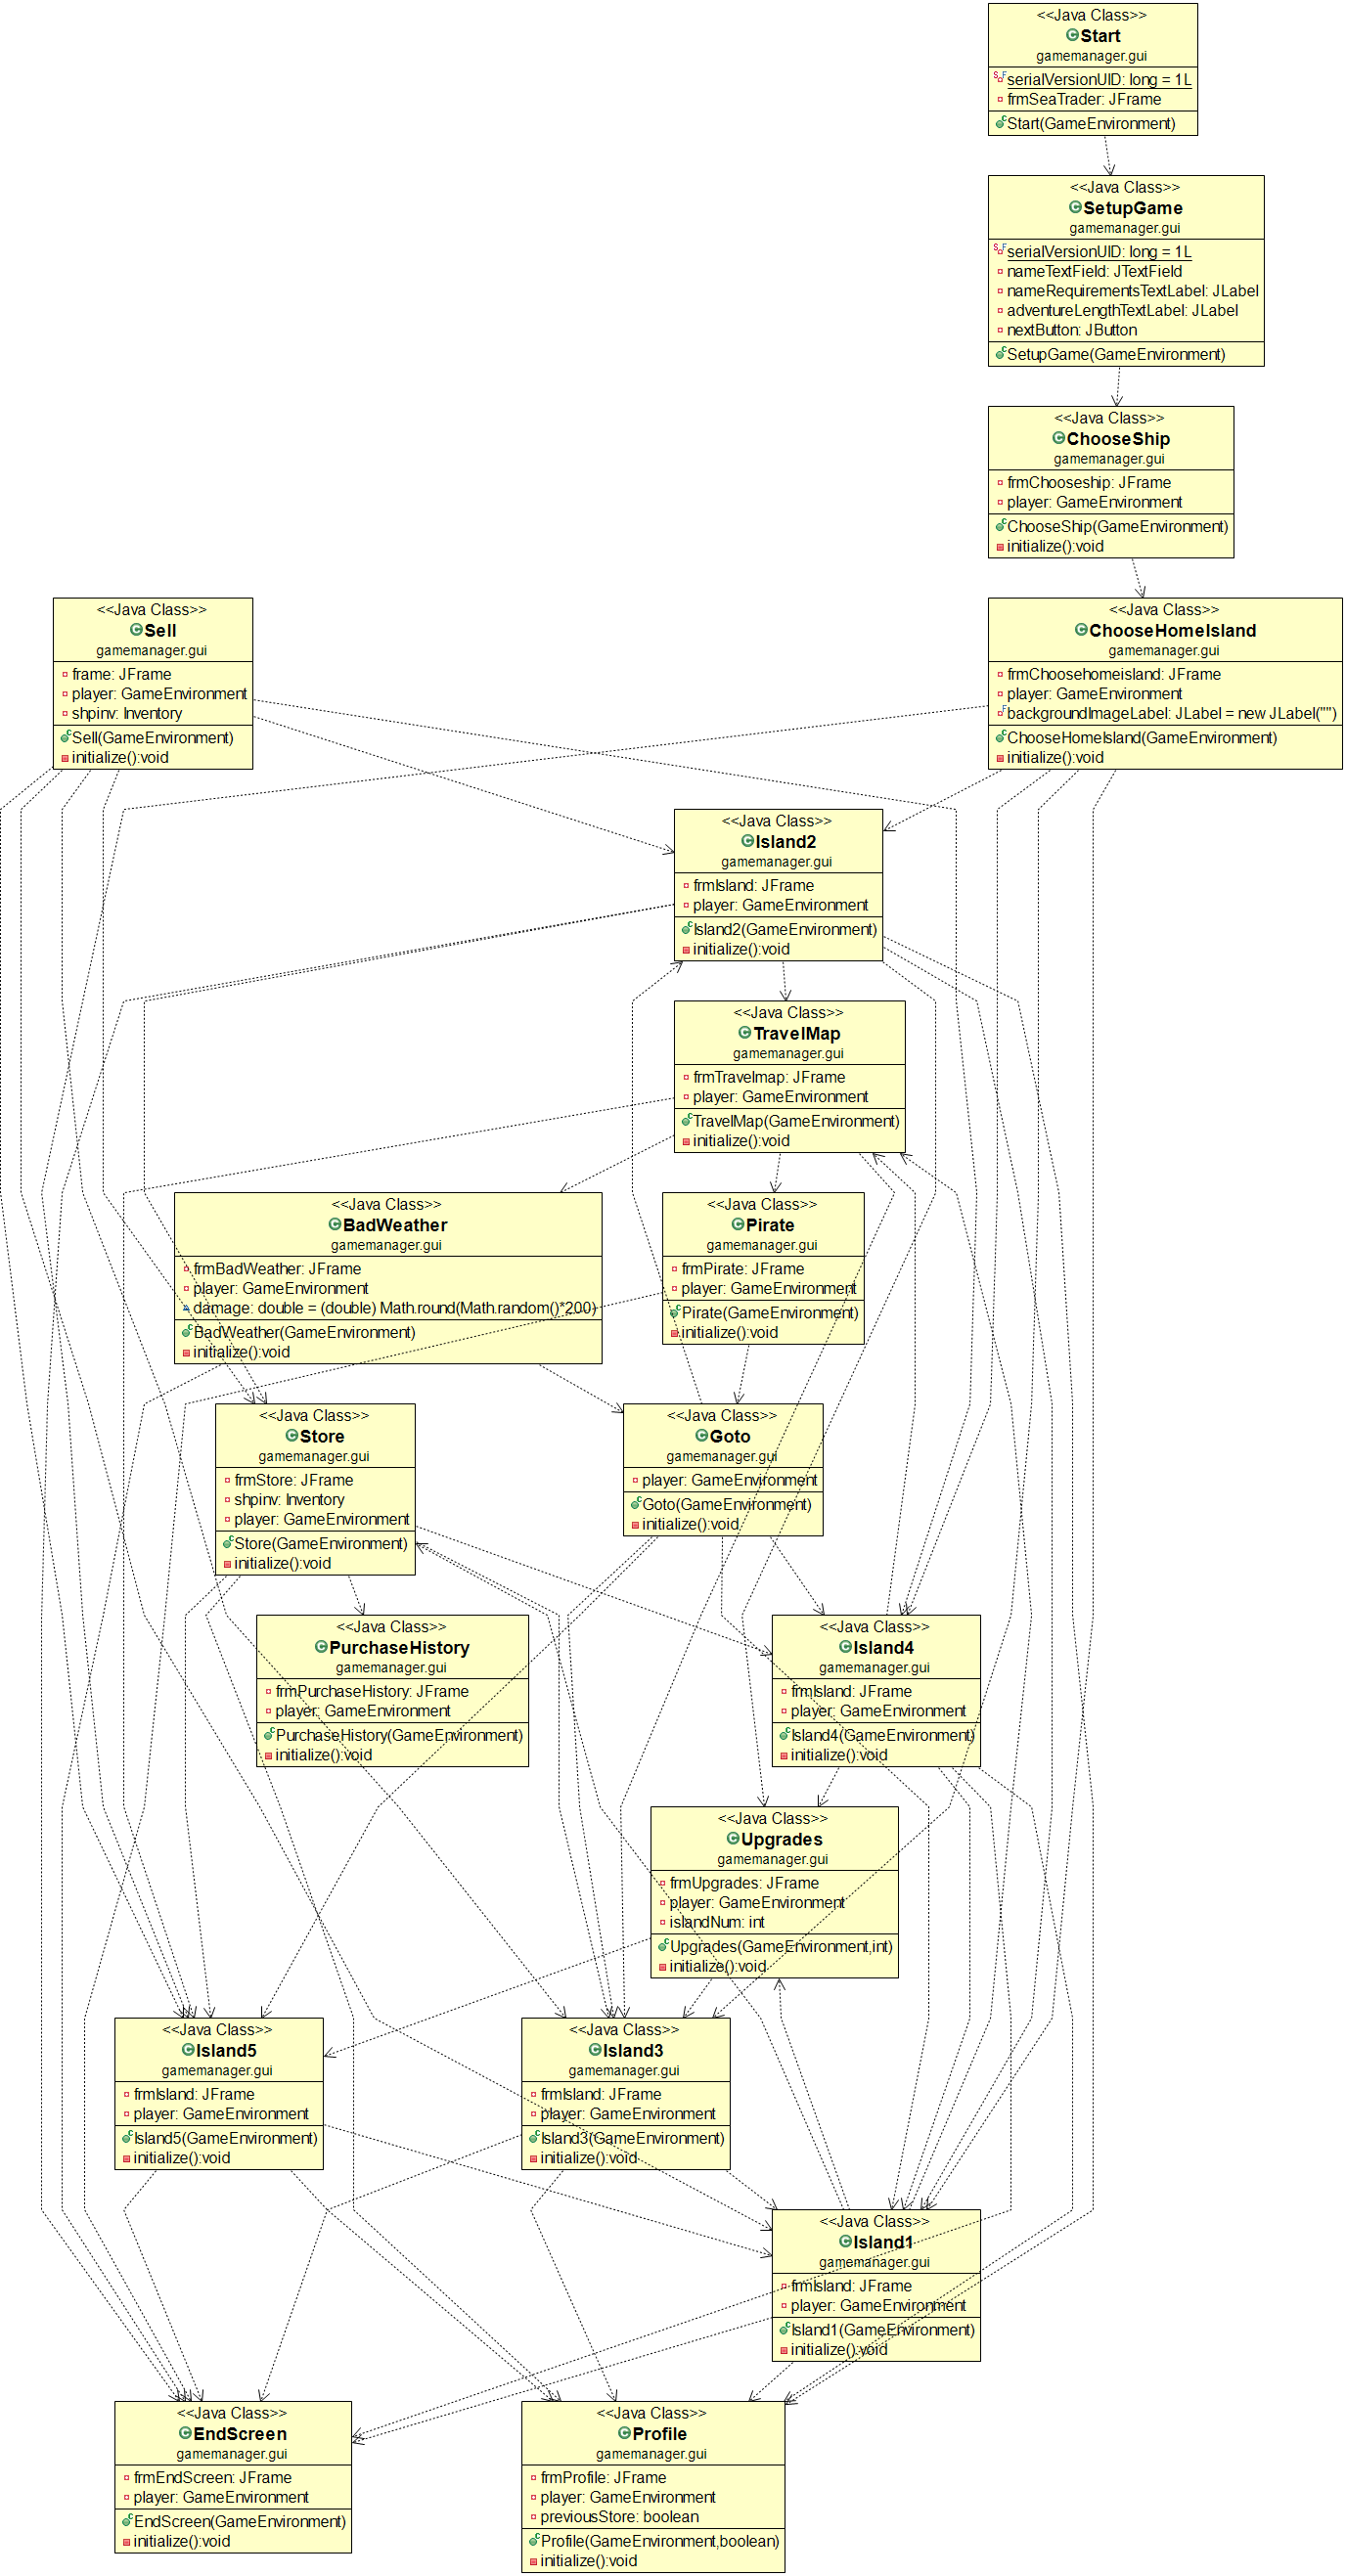 <<Java Class>>
Start
gamemanager.gui
serialVersionUID: long = 1L
frmSeaTrader: JFrame
Start(GameEnvironment)
<<Java Class>>
SetupGame
gamemanager.gui
serialVersionUID: long = 1L
nameTextField: JTextField
nameRequirementsTextLabel: JLabel
adventureLengthTextLabel: JLabel
nextButton: JButton
SetupGame(GameEnvironment)
<<Java Class>>
ChooseShip
gamemanager.gui
frmChooseship: JFrame
player: GameEnvironment
ChooseShip(GameEnvironment)
initialize():void
<<Java Class>>
Sell
gamemanager.gui
frame: JFrame
player: GameEnvironment
shpinv: Inventory
Sell(GameEnvironment)
initialize():void
<<Java Class>>
ChooseHomeIsland
gamemanager.gui
frmChoosehomeisland: JFrame
player: GameEnvironment
backgroundImageLabel: JLabel = new JLabel("")
ChooseHomeIsland(GameEnvironment)
initialize():void
<<Java Class>>
Island2
gamemanager.gui
frmIsland: JFrame
player: GameEnvironment
Island2(GameEnvironment)
initialize():void
<<Java Class>>
TravelMap
gamemanager.gui
frmTravelmap: JFrame
player: GameEnvironment
TravelMap(GameEnvironment)
initialize():void
<<Java Class>>
BadWeather
gamemanager.gui
frmBadWeather: JFrame
player: GameEnvironment
damage: double = (double) Math.round(Math.random()*200)
BadWeather(GameEnvironment)
initialize():void
<<Java Class>>
Pirate
gamemanager.gui
frmPirate: JFrame
player: GameEnvironment
Pirate(GameEnvironment)
initialize():void
<<Java Class>>
Store
gamemanager.gui
frmStore: JFrame
shpinv: Inventory
player: GameEnvironment
Store(GameEnvironment)
initialize():void
<<Java Class>>
Goto
gamemanager.gui
player: GameEnvironment
Goto(GameEnvironment)
initialize():void
<<Java Class>>
PurchaseHistory
gamemanager.gui
frmPurchaseHistory: JFrame
player: GameEnvironment
PurchaseHistory(GameEnvironment)
initialize():void
<<Java Class>>
Island4
gamemanager.gui
frmIsland: JFrame
player: GameEnvironment
Island4(GameEnvironment)
initialize():void
<<Java Class>>
Upgrades
gamemanager.gui
frmUpgrades: JFrame
player: GameEnvironment
islandNum: int
Upgrades(GameEnvironment,int)
initialize():void
<<Java Class>>
Island5
gamemanager.gui
frmIsland: JFrame
player: GameEnvironment
Island5(GameEnvironment)
initialize():void
<<Java Class>>
Island3
gamemanager.gui
frmIsland: JFrame
player: GameEnvironment
Island3(GameEnvironment)
initialize():void
<<Java Class>>
Island1
gamemanager.gui
frmIsland: JFrame
player: GameEnvironment
Island1(GameEnvironment)
initialize():void
<<Java Class>>
EndScreen
gamemanager.gui
frmEndScreen: JFrame
player: GameEnvironment
EndScreen(GameEnvironment)
initialize():void
<<Java Class>>
Profile
gamemanager.gui
frmProfile: JFrame
player: GameEnvironment
previousStore: boolean
Profile(GameEnvironment,boolean)
initialize():void